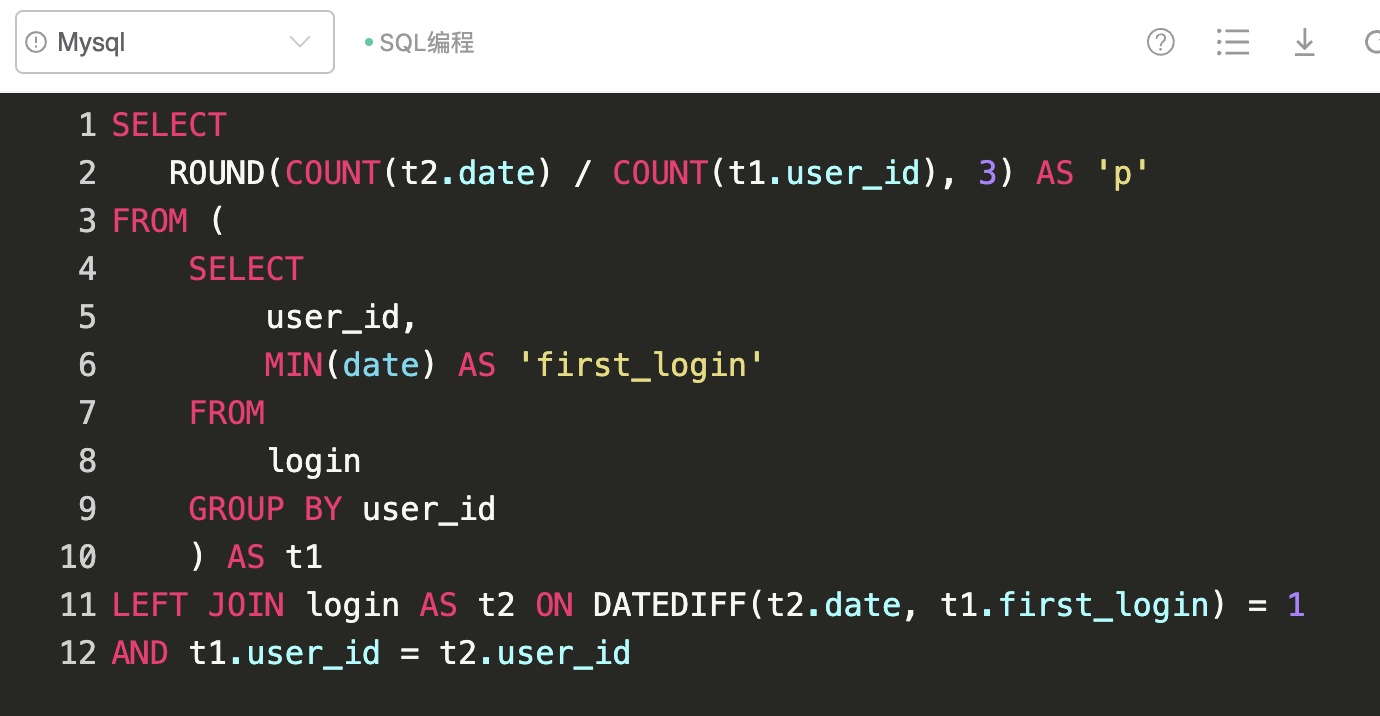 Mysql SQL编程
1 SELECT
2    ROUND(COUNT(t2.date) / COUNT(t1.user_id), 3) AS 'p'
3 FROM (
4     SELECT
5         user_id,
6         MIN(date) AS 'first_login'
7     FROM
8         login
9     GROUP BY user_id
10     ) AS t1
11 LEFT JOIN login AS t2 ON DATEDIFF(t2.date, t1.first_login) = 1
12 AND t1.user_id = t2.user_id